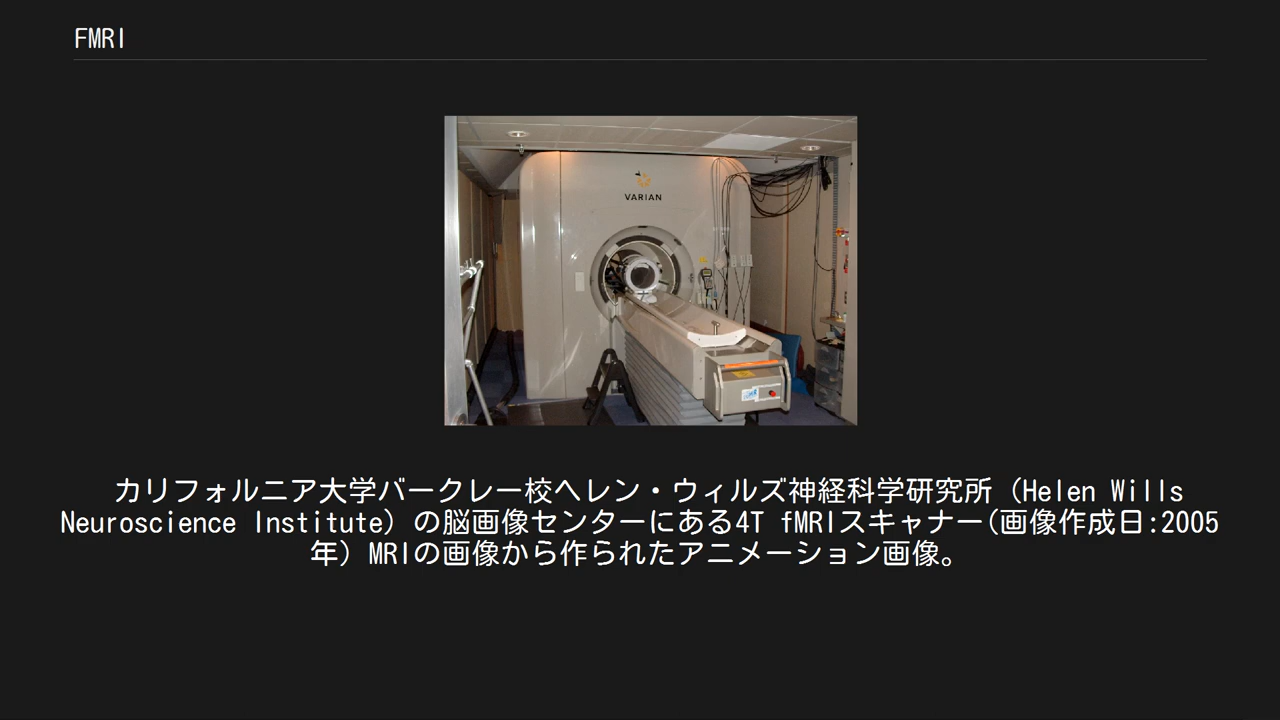 FMRI
VARIAN
カリフォルニア大学バークレー校ヘレン・ウィルズ神経科学研究所（Helen Wills
Neuroscience Institute）の脳画像センターにある4T fMRIスキャナー(画像作成日:2005
年）MRIの画像から作られたアニメーション画像。